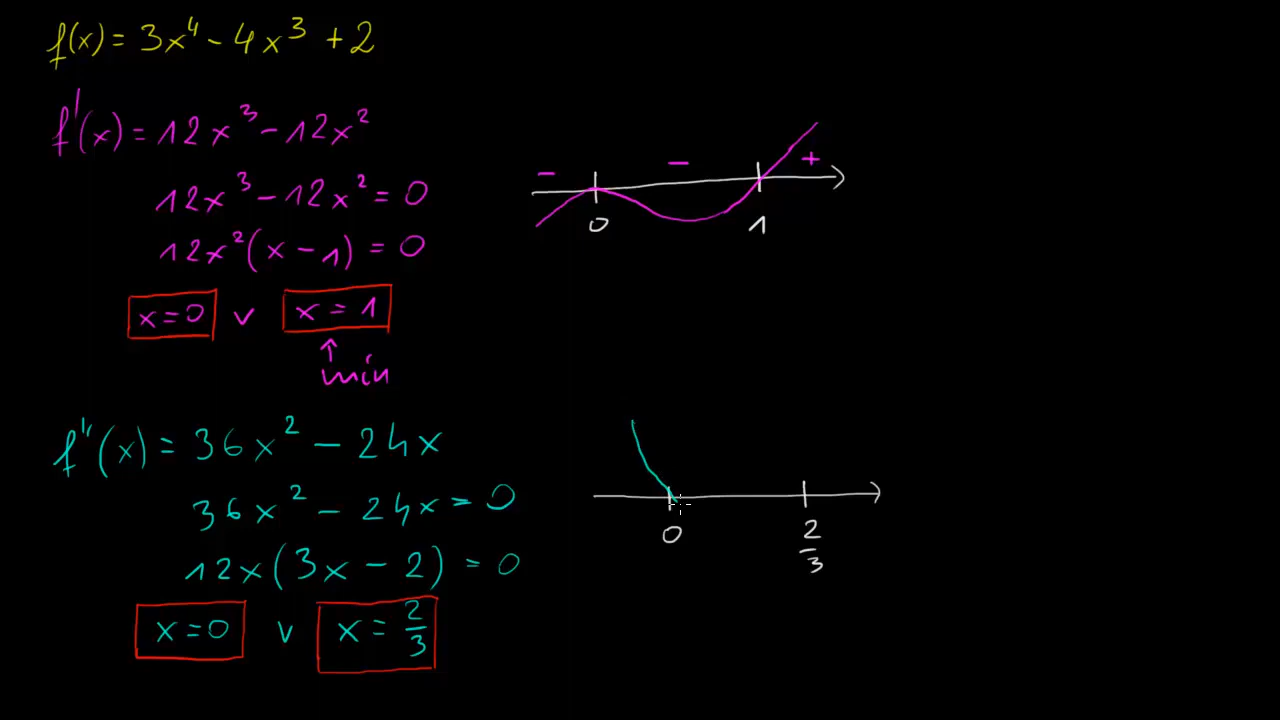 f(x) = 3x⁴ - 4x³ + 2
f'(x) = 12x³ - 12x²
12x³ - 12x² = 0
12x²(x - 1) = 0
x = 0 v x = 1
min
- - +
0 1
f''(x) = 36x² - 24x
36x² - 24x = 0
12x(3x - 2) = 0
x = 0 v x = 2/3
0 2/3